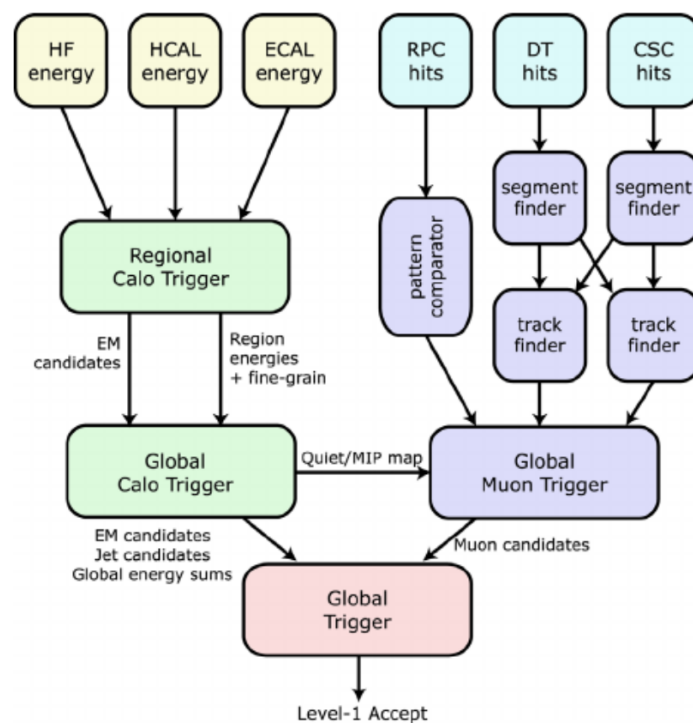 HF
energy
HCAL
energy
ECAL
energy
RPC
hits
DT
hits
CSC
hits
segment
finder
segment
finder
pattern
comparator
Regional
Calo Trigger
track
finder
track
finder
EM
candidates
Region
energies
+ fine-grain
Global
Calo Trigger
Quiet/MIP map
Global
Muon Trigger
EM candidates
Jet candidates
Global energy sums
Muon candidates
Global
Trigger
Level-1 Accept